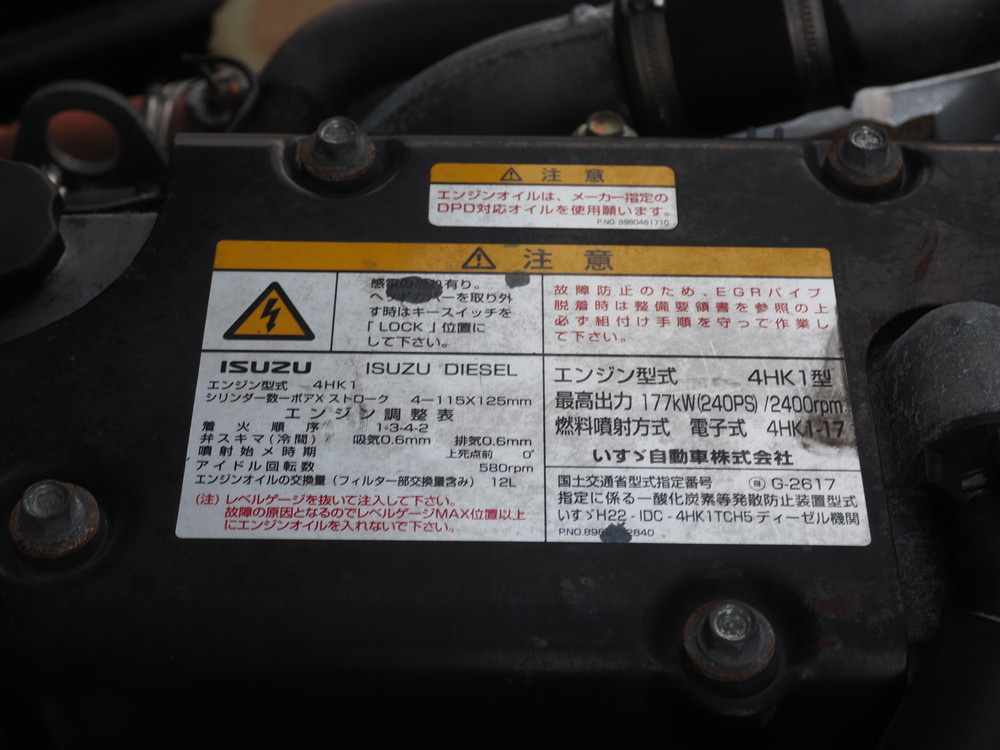 注意
エンジンオイルは、メーカー指定の
DPD対応オイルを使用願います。
P.NO. 8980461710
注意
感電の恐れ有り。
ヘッドカバーを取り外
す時はキースイッチを
「LOCK」位置に
して下さい。
故障防止のため、EGRパイプ
脱着時は整備要領書を参照の上
必ず組付け手順を守って作業し
て下さい。
ISUZU ISUZU DIESEL
エンジン型式 4HK1
シリンダー数ーボアXストローク 4ー115X125mm
エンジン調整表
着火順序 1-3-4-2
弁スキマ(冷間) 吸気0.6mm 排気0.6mm
噴射始メ時期 上死点前 0°
アイドル回転数 580rpm
エンジンオイルの交換量(フィルター部交換量含み) 12L
(注)レベルゲージを抜いて注入して下さい。
故障の原因となるのでレベルゲージMAX位置以上
にエンジンオイルを入れないで下さい。
エンジン型式 4HK1型
最高出力 177kW(240PS)/2400rpm
燃料噴射方式 電子式 4HK1-17
いすゞ自動車株式会社
国土交通省型式指定番号 G-2617
指定に係る一酸化炭素等発散防止装置型式
いすゞH22-IDC-4HK1TCH5ディーゼル機関
P.NO.898 2840